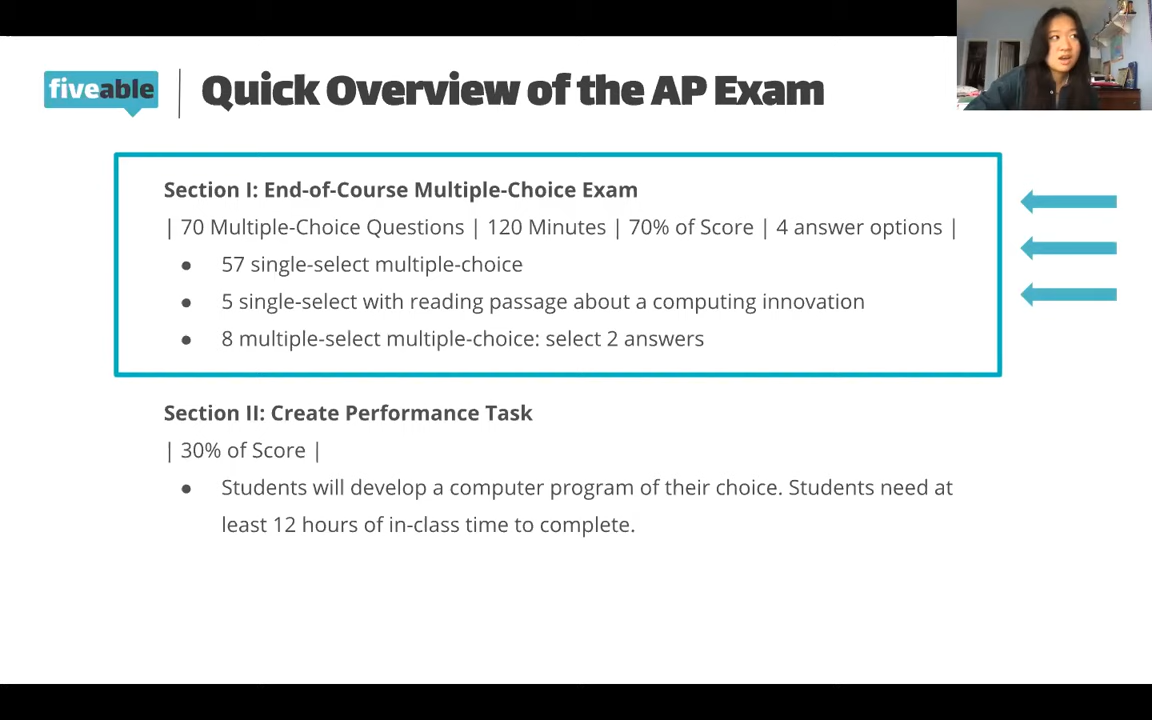 fiveable
Quick Overview of the AP Exam
Section I: End-of-Course Multiple-Choice Exam
| 70 Multiple-Choice Questions | 120 Minutes | 70% of Score | 4 answer options |
● 57 single-select multiple-choice
● 5 single-select with reading passage about a computing innovation
● 8 multiple-select multiple-choice: select 2 answers
Section II: Create Performance Task
| 30% of Score |
● Students will develop a computer program of their choice. Students need at
least 12 hours of in-class time to complete.